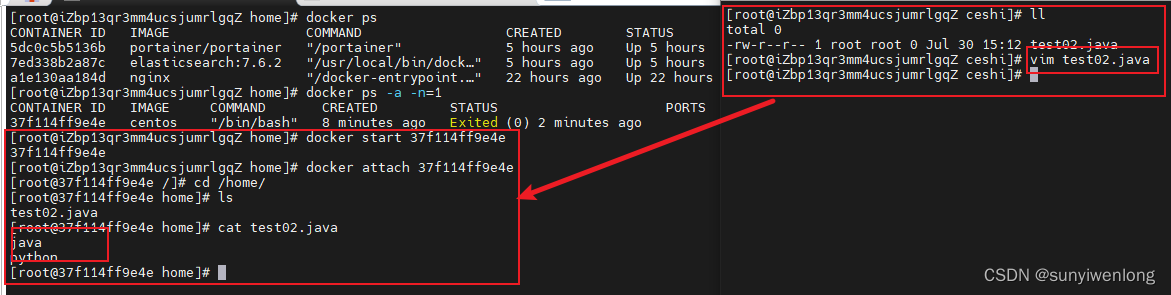 [root@iZbp13qr3mm4ucsjumrlgqZ home]# docker ps
CONTAINER ID   IMAGE                 COMMAND                  CREATED        STATUS
5dc0c5b5136b   portainer/portainer   "/portainer"             5 hours ago    Up 5 hours
7ed338b2a87c   elasticsearch:7.6.2   "/usr/local/bin/dock…"   5 hours ago    Up 5 hours
a1e130aa184d   nginx                 "/docker-entrypoint.…"   22 hours ago   Up 22 hours
[root@iZbp13qr3mm4ucsjumrlgqZ home]# docker ps -a -n=1
CONTAINER ID   IMAGE     COMMAND       CREATED         STATUS                     PORTS
37f114ff9e4e   centos    "/bin/bash"   8 minutes ago   Exited (0) 2 minutes ago
[root@iZbp13qr3mm4ucsjumrlgqZ home]# docker start 37f114ff9e4e
37f114ff9e4e
[root@iZbp13qr3mm4ucsjumrlgqZ home]# docker attach 37f114ff9e4e
[root@37f114ff9e4e /]# cd /home/
[root@37f114ff9e4e home]# ls
test02.java
[root@37f114ff9e4e home]# cat test02.java
java
python
[root@37f114ff9e4e home]#
[root@iZbp13qr3mm4ucsjumrlgqZ ceshi]# ll
total 0
-rw-r--r-- 1 root root 0 Jul 30 15:12 test02.java
[root@iZbp13qr3mm4ucsjumrlgqZ ceshi]# vim test02.java
[root@iZbp13qr3mm4ucsjumrlgqZ ceshi]#
CSDN @sunyiwenlong